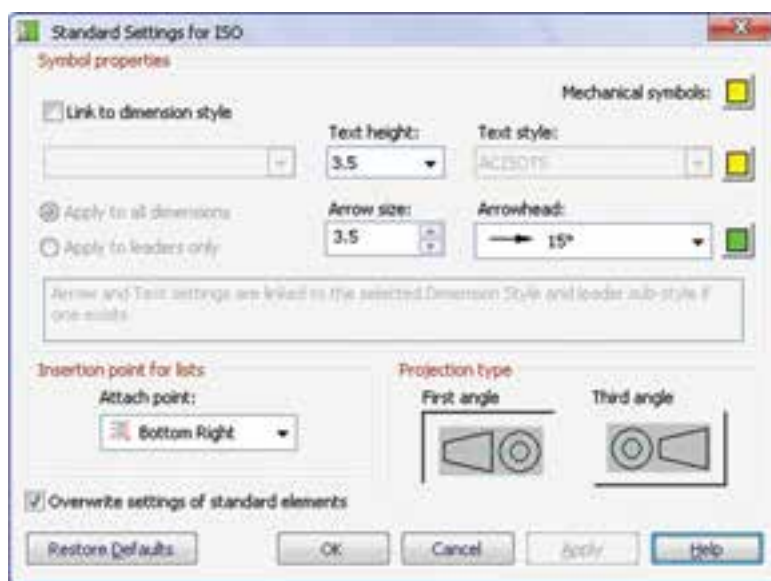 Standard Settings for ISO
Symbol properties
Mechanical symbols:
Link to dimension style
Text height:
Text style:
3.5
ACISOTS
Apply to all dimensions
Arrow size:
Arrowhead:
Apply to leaders only
3.5
15°
Arrow and Text settings are linked to the selected Dimension Style and leader sub-style if
one exists
Insertion point for lists
Projection type
Attach point:
First angle
Third angle
Bottom Right
Overwrite settings of standard elements
Restore Defaults
OK
Cancel
Apply
Help